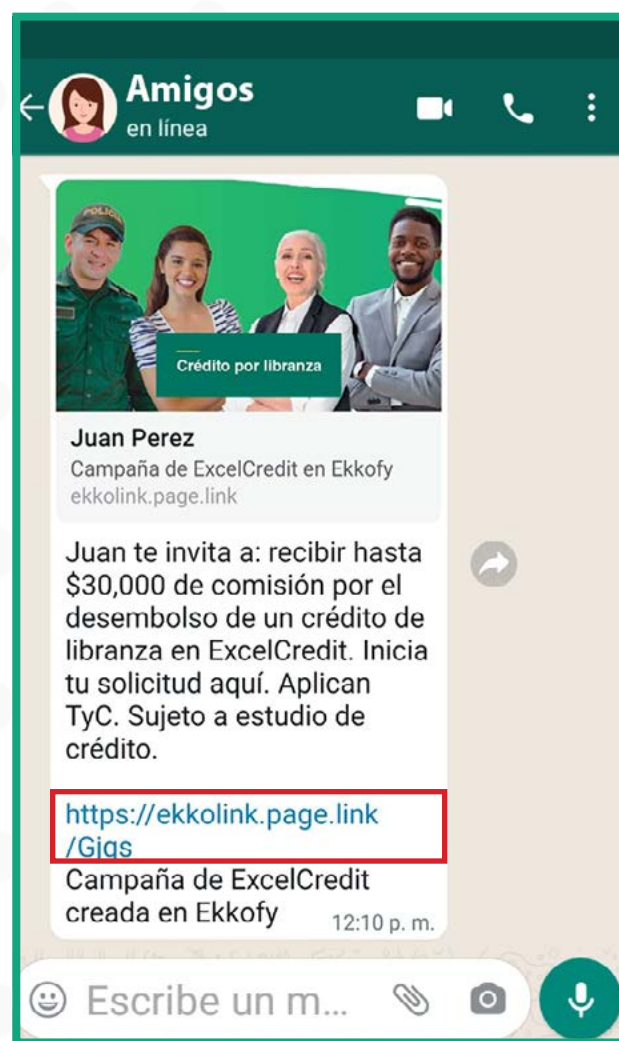 Amigos
en línea
POLICIA
Crédito por libranza
Juan Perez
Campaña de ExcelCredit en Ekkofy
ekkolink.page.link
Juan te invita a: recibir hasta
$30,000 de comisión por el
desembolso de un crédito de
libranza en ExcelCredit. Inicia
tu solicitud aquí. Aplican
TyC. Sujeto a estudio de
crédito.
https://ekkolink.page.link
Campaña de ExcelCredit
creada en Ekkofy
12:10 p. m.
Escribe un m...